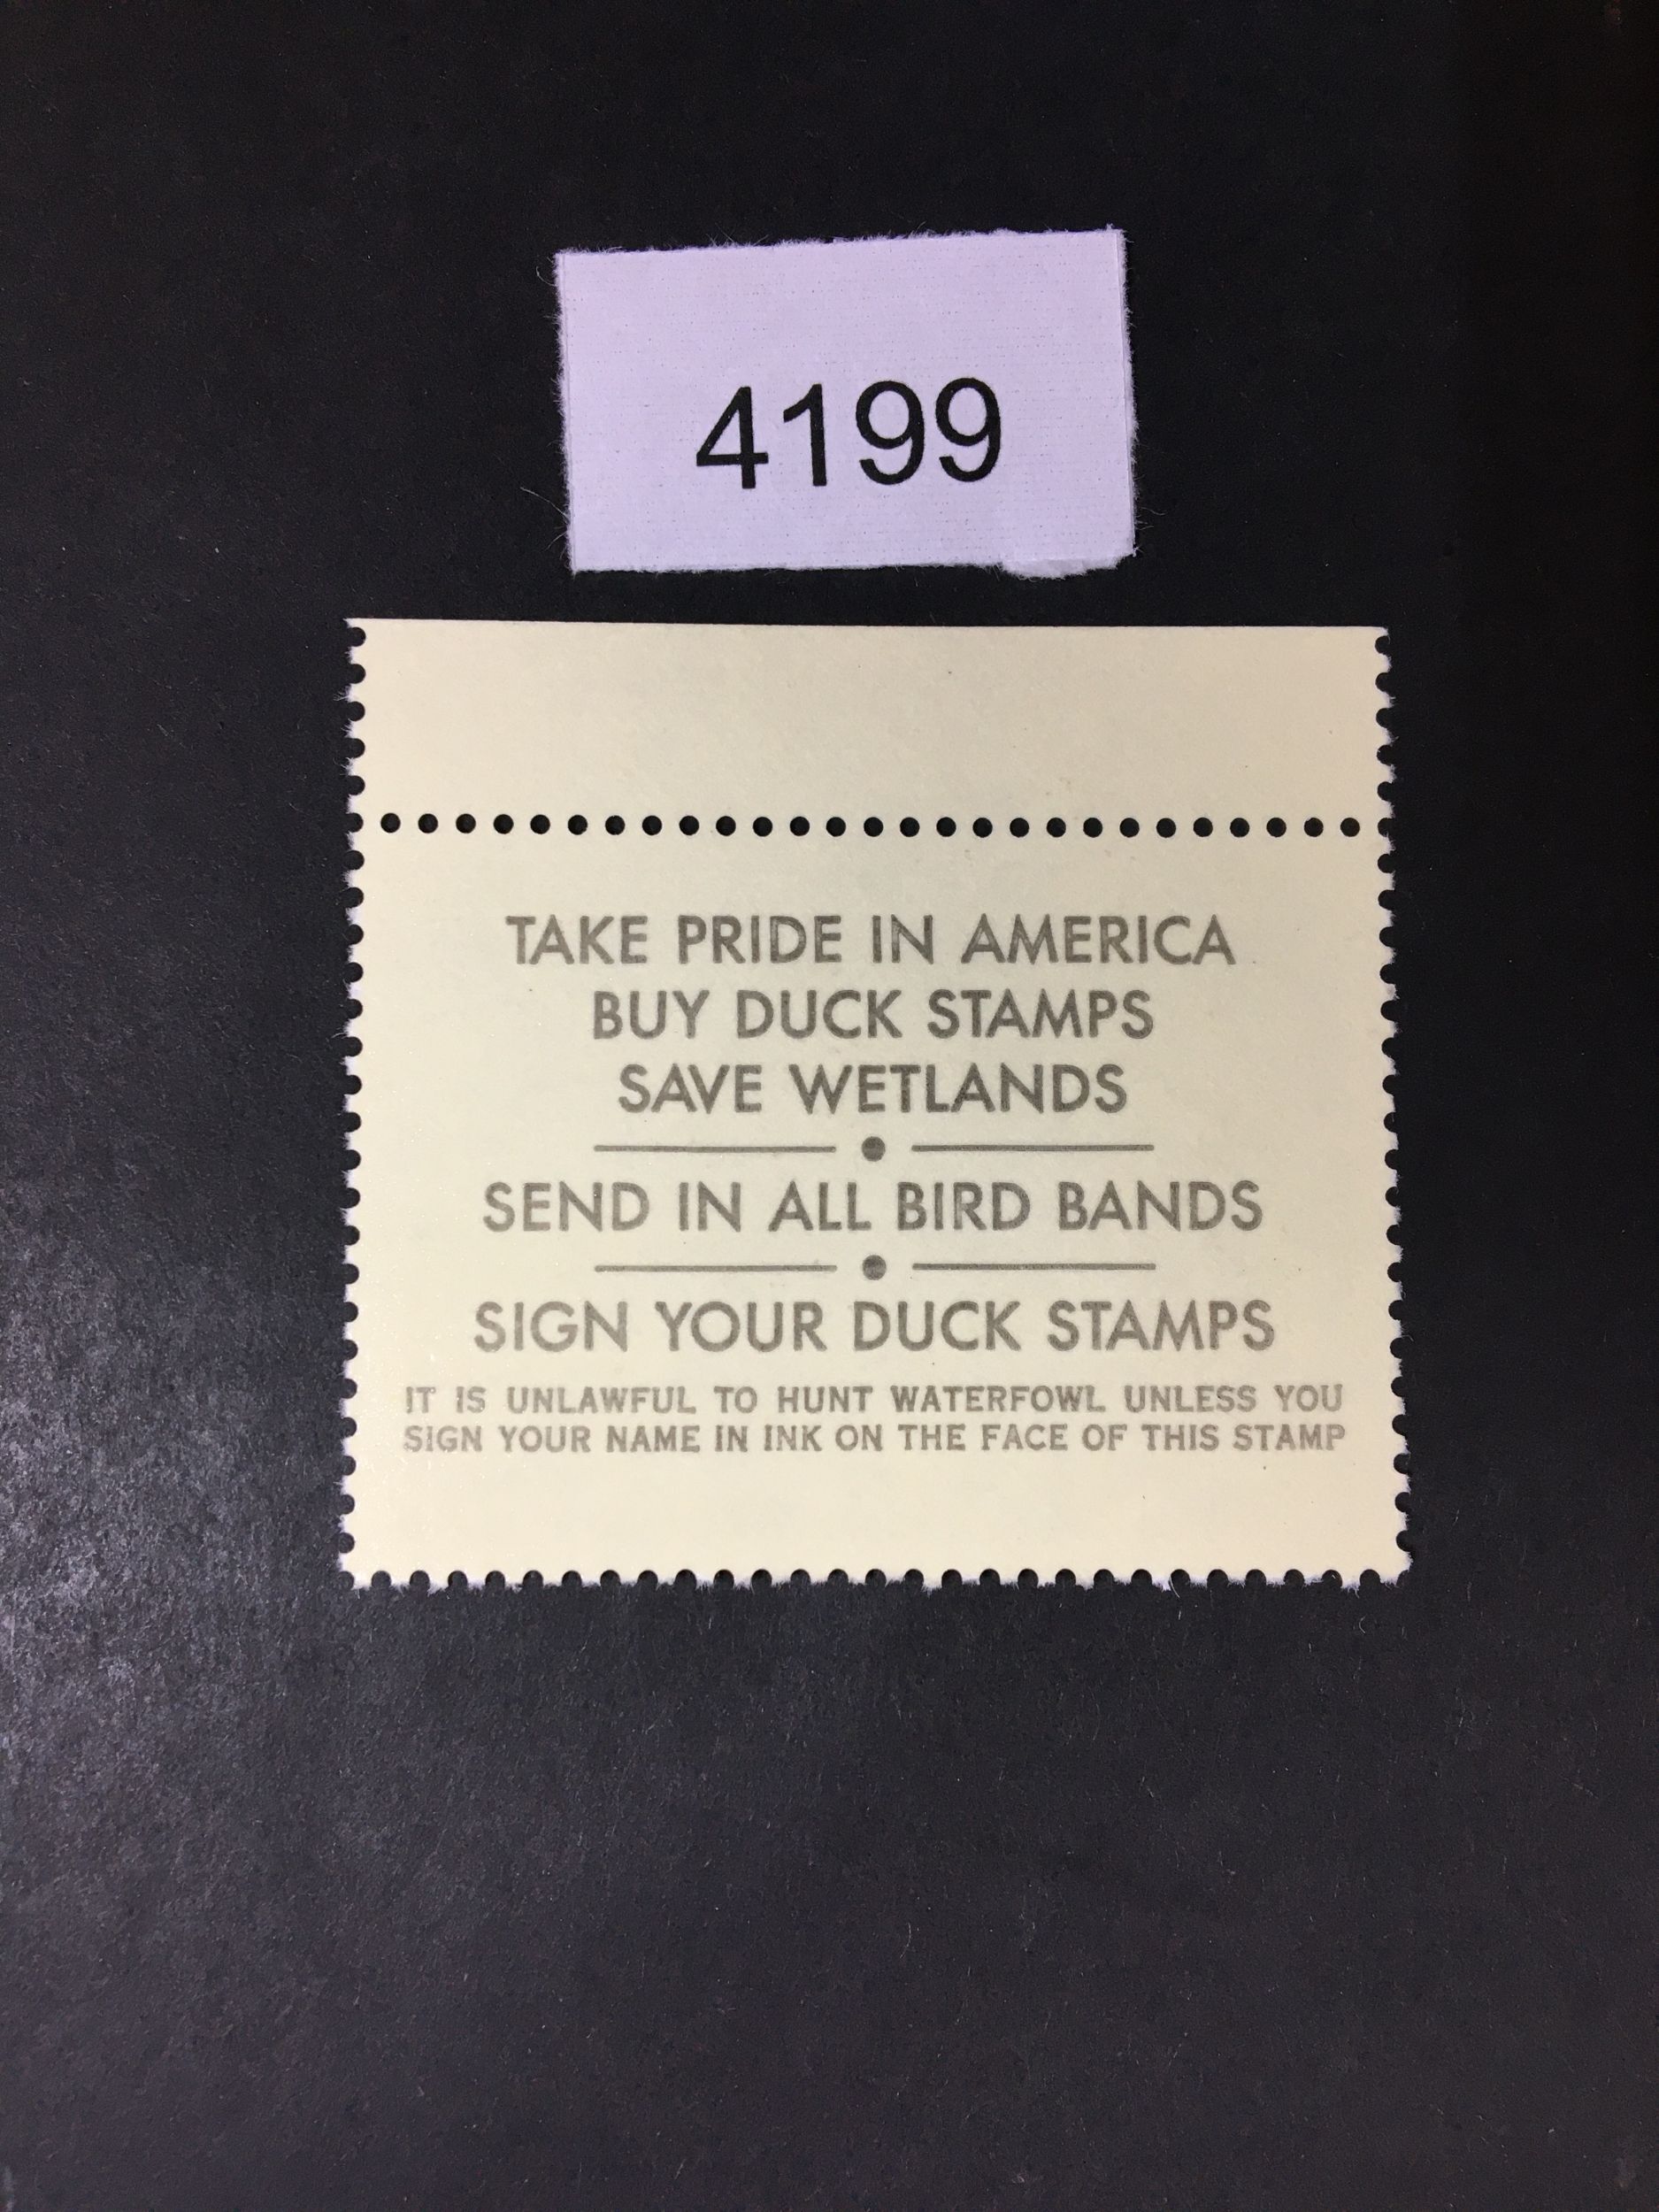 4199
TAKE PRIDE IN AMERICA
BUY DUCK STAMPS
SAVE WETLANDS
SEND IN ALL BIRD BANDS
SIGN YOUR DUCK STAMPS
IT IS UNLAWFUL TO HUNT WATERFOWL UNLESS YOU
SIGN YOUR NAME IN INK ON THE FACE OF THIS STAMP